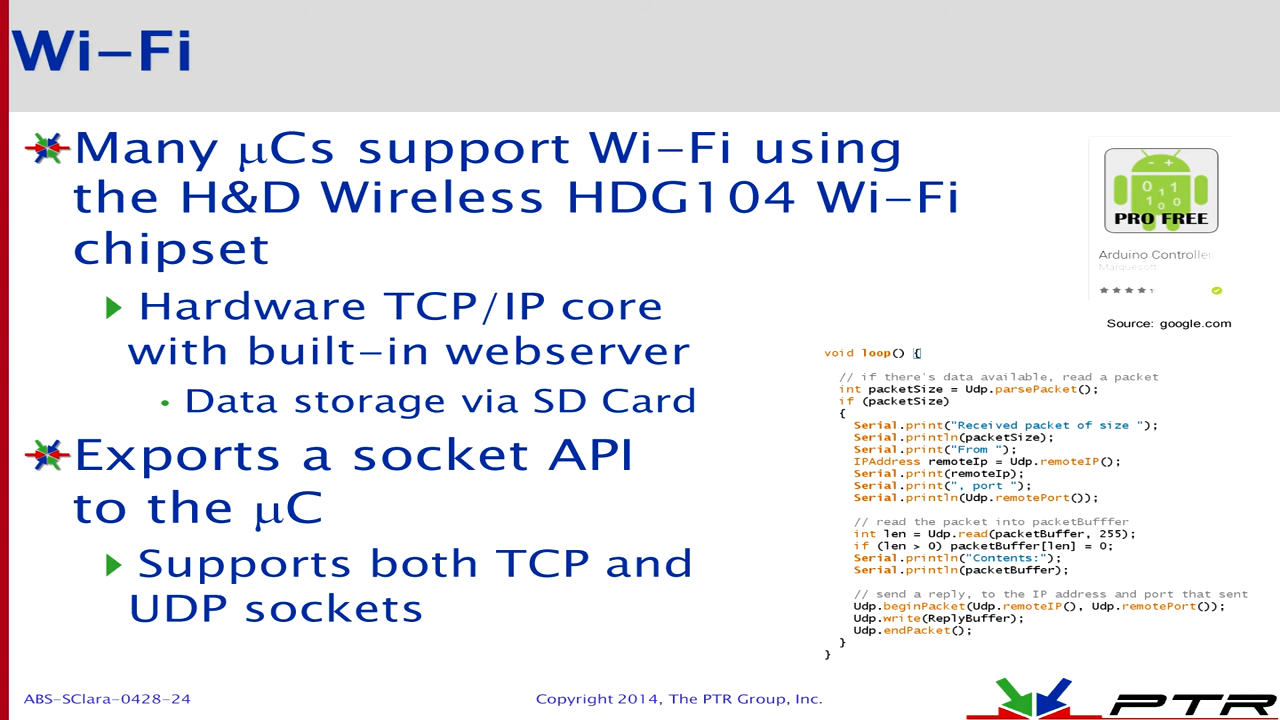 Wi-Fi
Many μCs support Wi-Fi using
the H&D Wireless HDG104 Wi-Fi
chipset
Hardware TCP/IP core
with built-in webserver
• Data storage via SD Card
Exports a socket API
to the μC
Supports both TCP and
UDP sockets
PRO FREE
Arduino Controller
Marquesoft
Source: google.com
void loop() {
// if there's data available, read a packet
int packetSize = Udp.parsePacket();
if (packetSize)
{
Serial.print("Received packet of size ");
Serial.println(packetSize);
Serial.print("From ");
IPAddress remoteIp = Udp.remoteIP();
Serial.print(remoteIp);
Serial.print(", port ");
Serial.println(Udp.remotePort());
// read the packet into packetBufffer
int len = Udp.read(packetBuffer, 255);
if (len > 0) packetBuffer[len] = 0;
Serial.println("Contents:");
Serial.println(packetBuffer);
// send a reply, to the IP address and port that sent
Udp.beginPacket(Udp.remoteIP(), Udp.remotePort());
Udp.write(ReplyBuffer);
Udp.endPacket();
}
}
ABS-SClara-0428-24
Copyright 2014, The PTR Group, Inc.
PTR